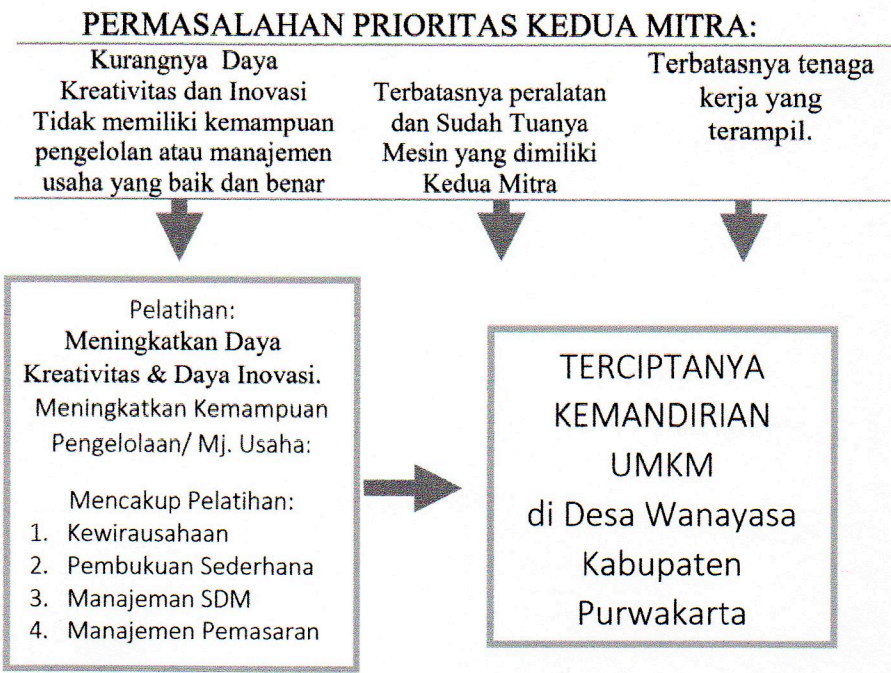 PERMASALAHAN PRIORITAS KEDUA MITRA:
Kurangnya Daya
Kreativitas dan Inovasi
Tidak memiliki kemampuan
pengelolan atau manajemen
usaha yang baik dan benar
Terbatasnya peralatan
dan Sudah Tuanya
Mesin yang dimiliki
Kedua Mitra
Terbatasnya tenaga
kerja yang
terampil.
Pelatihan:
Meningkatkan Daya
Kreativitas & Daya Inovasi.
Meningkatkan Kemampuan
Pengelolaan/ Mj. Usaha:
Mencakup Pelatihan:
1. Kewirausahaan
2. Pembukuan Sederhana
3. Manajeman SDM
4. Manajemen Pemasaran
TERCIPTANYA
KEMANDIRIAN
UMKM
di Desa Wanayasa
Kabupaten
Purwakarta